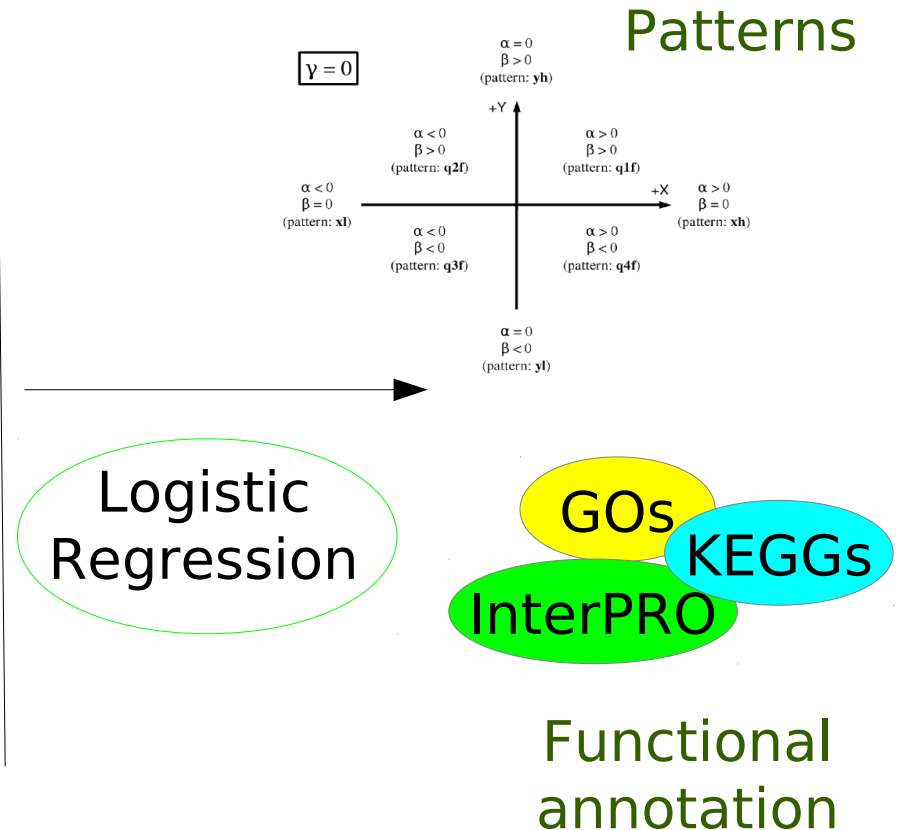 Patterns
γ = 0
α = 0
β > 0
(pattern: yh)
+Y
α < 0
β > 0
(pattern: q2f)
α > 0
β > 0
(pattern: q1f)
α < 0
β = 0
(pattern: xl)
+X
α > 0
β = 0
(pattern: xh)
α < 0
β < 0
(pattern: q3f)
α > 0
β < 0
(pattern: q4f)
α = 0
β < 0
(pattern: yl)
Logistic
Regression
GOs
KEGGs
InterPRO
Functional
annotation